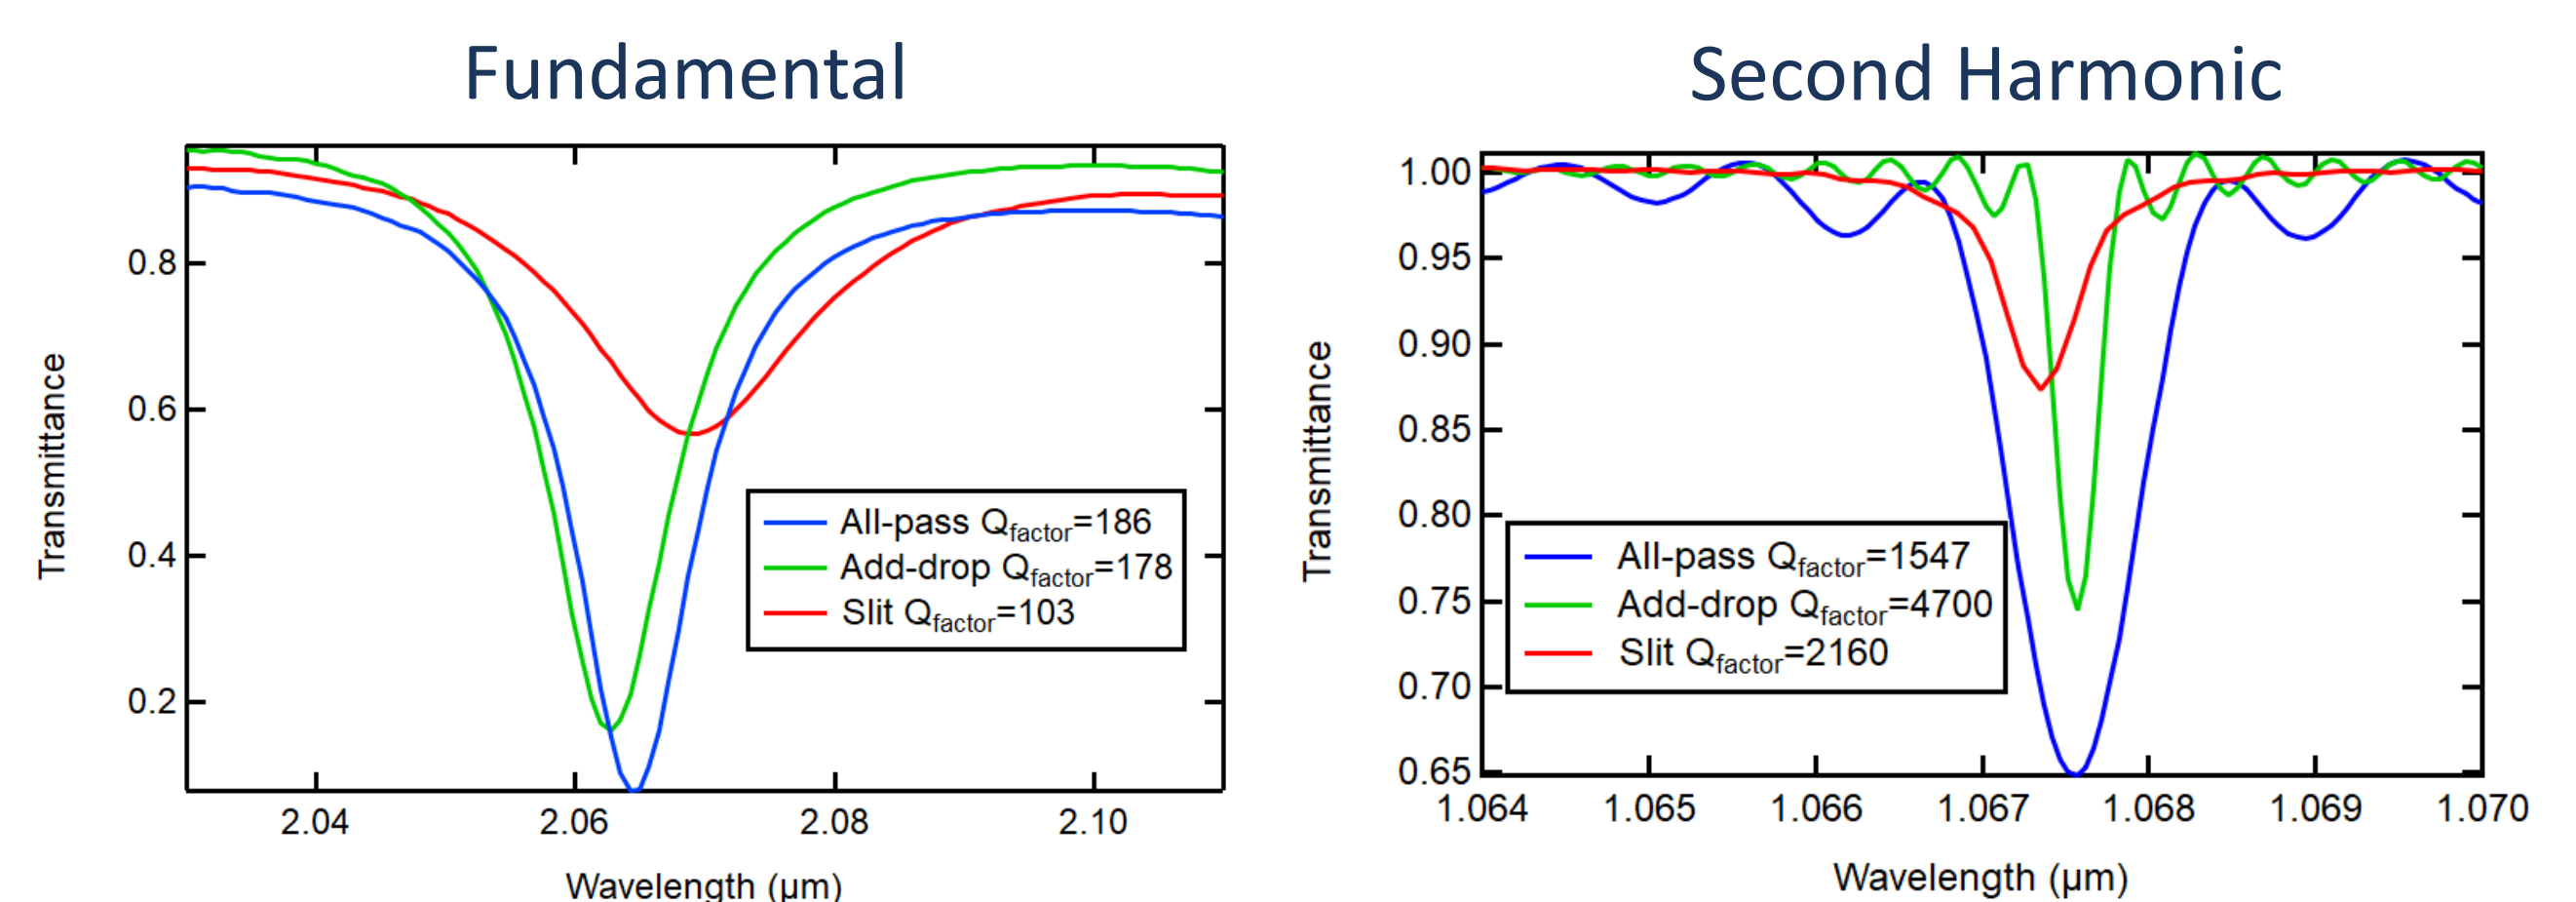 Fundamental
Transmittance
0.8
0.6
0.4
0.2
All-pass Qfactor=186
Add-drop Qfactor=178
Slit Qfactor=103
2.04 2.06 2.08 2.10
Wavelength (μm)
Second Harmonic
Transmittance
1.00
0.95
0.90
0.85
0.80
0.75
0.70
0.65
All-pass Qfactor=1547
Add-drop Qfactor=4700
Slit Qfactor=2160
1.064 1.065 1.066 1.067 1.068 1.069 1.070
Wavelength (μm)